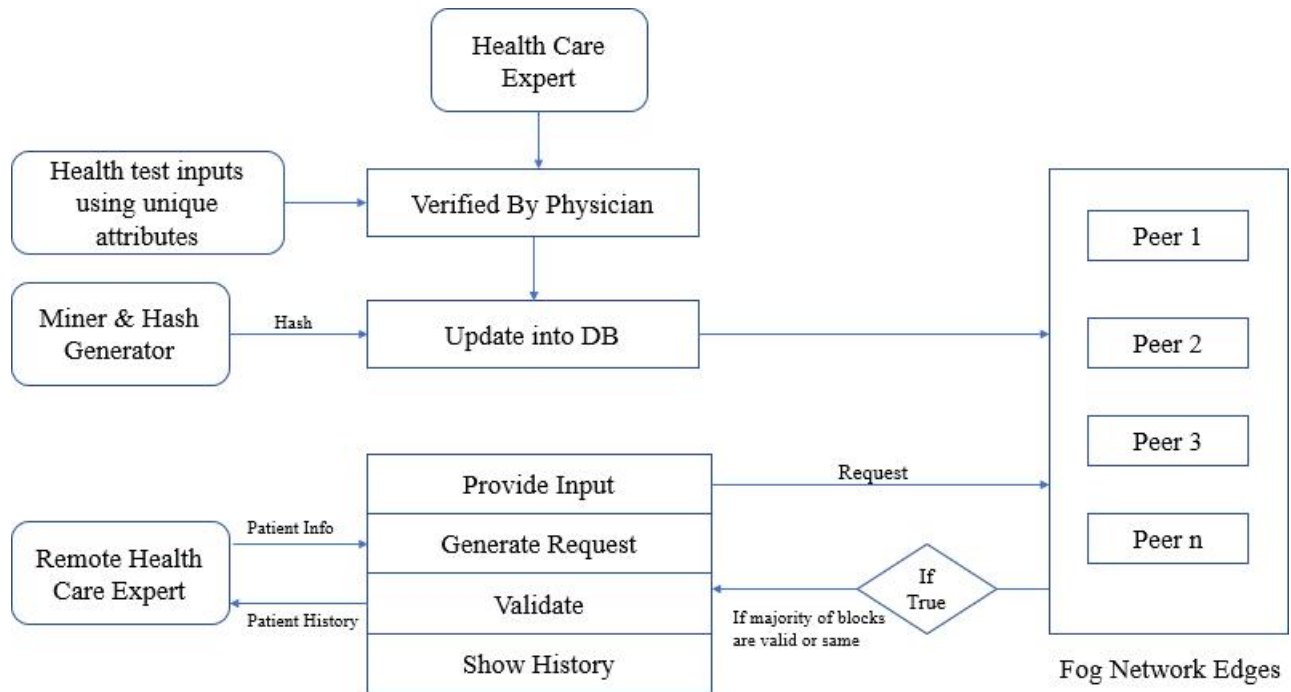 Health Care
Expert
Health test inputs
using unique
attributes
Verified By Physician
Peer 1
Miner & Hash
Generator
Hash
Update into DB
Peer 2
Peer 3
Provide Input
Request
Patient Info
Generate Request
Peer n
Remote Health
Care Expert
If
True
Validate
Patient History
If majority of blocks
are valid or same
Show History
Fog Network Edges